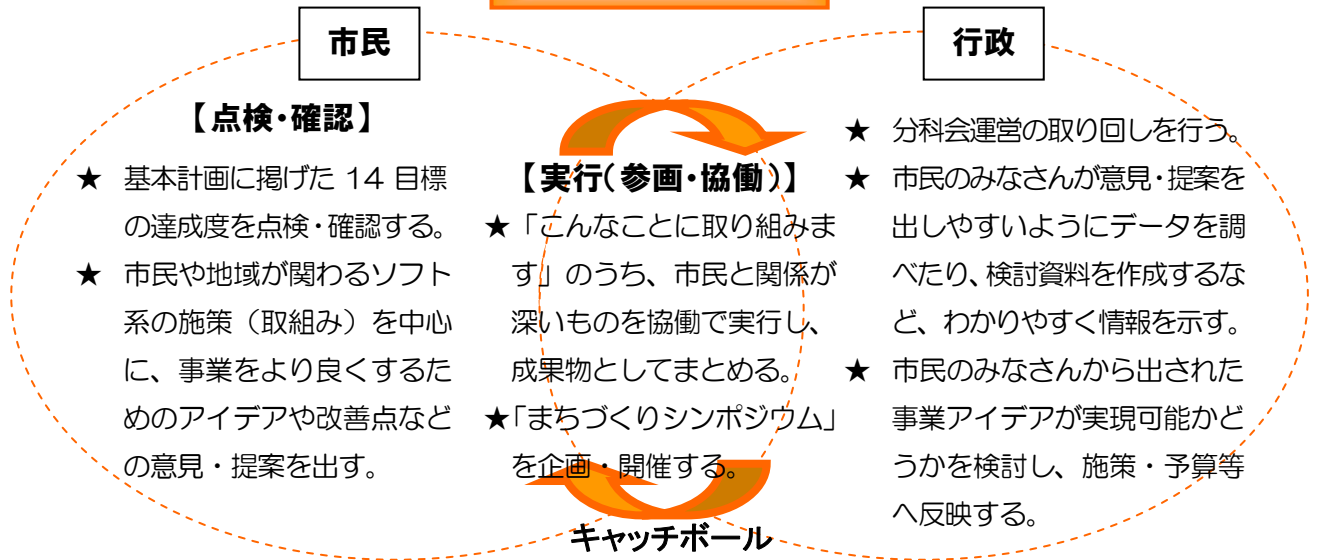 市民
【点検・確認】
★ 基本計画に掲げた 14 目標
の達成度を点検・確認する。
★ 市民や地域が関わるソフト
系の施策（取組み）を中心
に、事業をより良くするた
めのアイデアや改善点など
の意見・提案を出す。
【実行（参画・協働）】
★「こんなことに取り組みま
す」のうち、市民と関係が
深いものを協働で実行し、
成果物としてまとめる。
★「まちづくりシンポジウム」
を企画・開催する。
キャッチボール
行政
★ 分科会運営の取り回しを行う。
★ 市民のみなさんが意見・提案を
出しやすいようにデータを調
べたり、検討資料を作成するな
ど、わかりやすく情報を示す。
★ 市民のみなさんから出された
事業アイデアが実現可能かど
うかを検討し、施策・予算等
へ反映する。